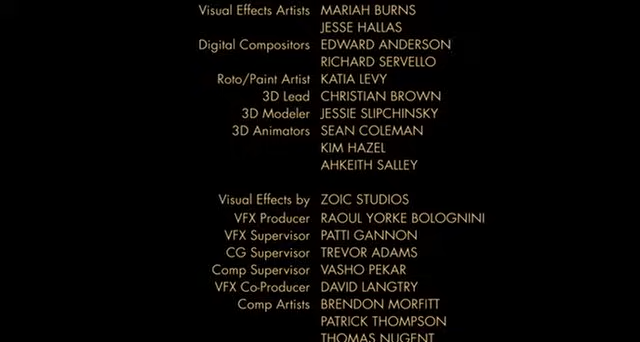 Visual Effects Artists MARIAH BURNS
JESSE HALLAS
Digital Compositors EDWARD ANDERSON
RICHARD SERVELLO
Roto/Paint Artist KATIA LEVY
3D Lead CHRISTIAN BROWN
3D Modeler JESSIE SLIPCHINSKY
3D Animators SEAN COLEMAN
KIM HAZEL
AHKEITH SALLEY
Visual Effects by ZOIC STUDIOS
VFX Producer RAOUL YORKE BOLOGNINI
VFX Supervisor PATTI GANNON
CG Supervisor TREVOR ADAMS
Comp Supervisor VASHO PEKAR
VFX Co-Producer DAVID LANGTRY
Comp Artists BRENDON MORFITT
PATRICK THOMPSON
THOMAS NUGENT